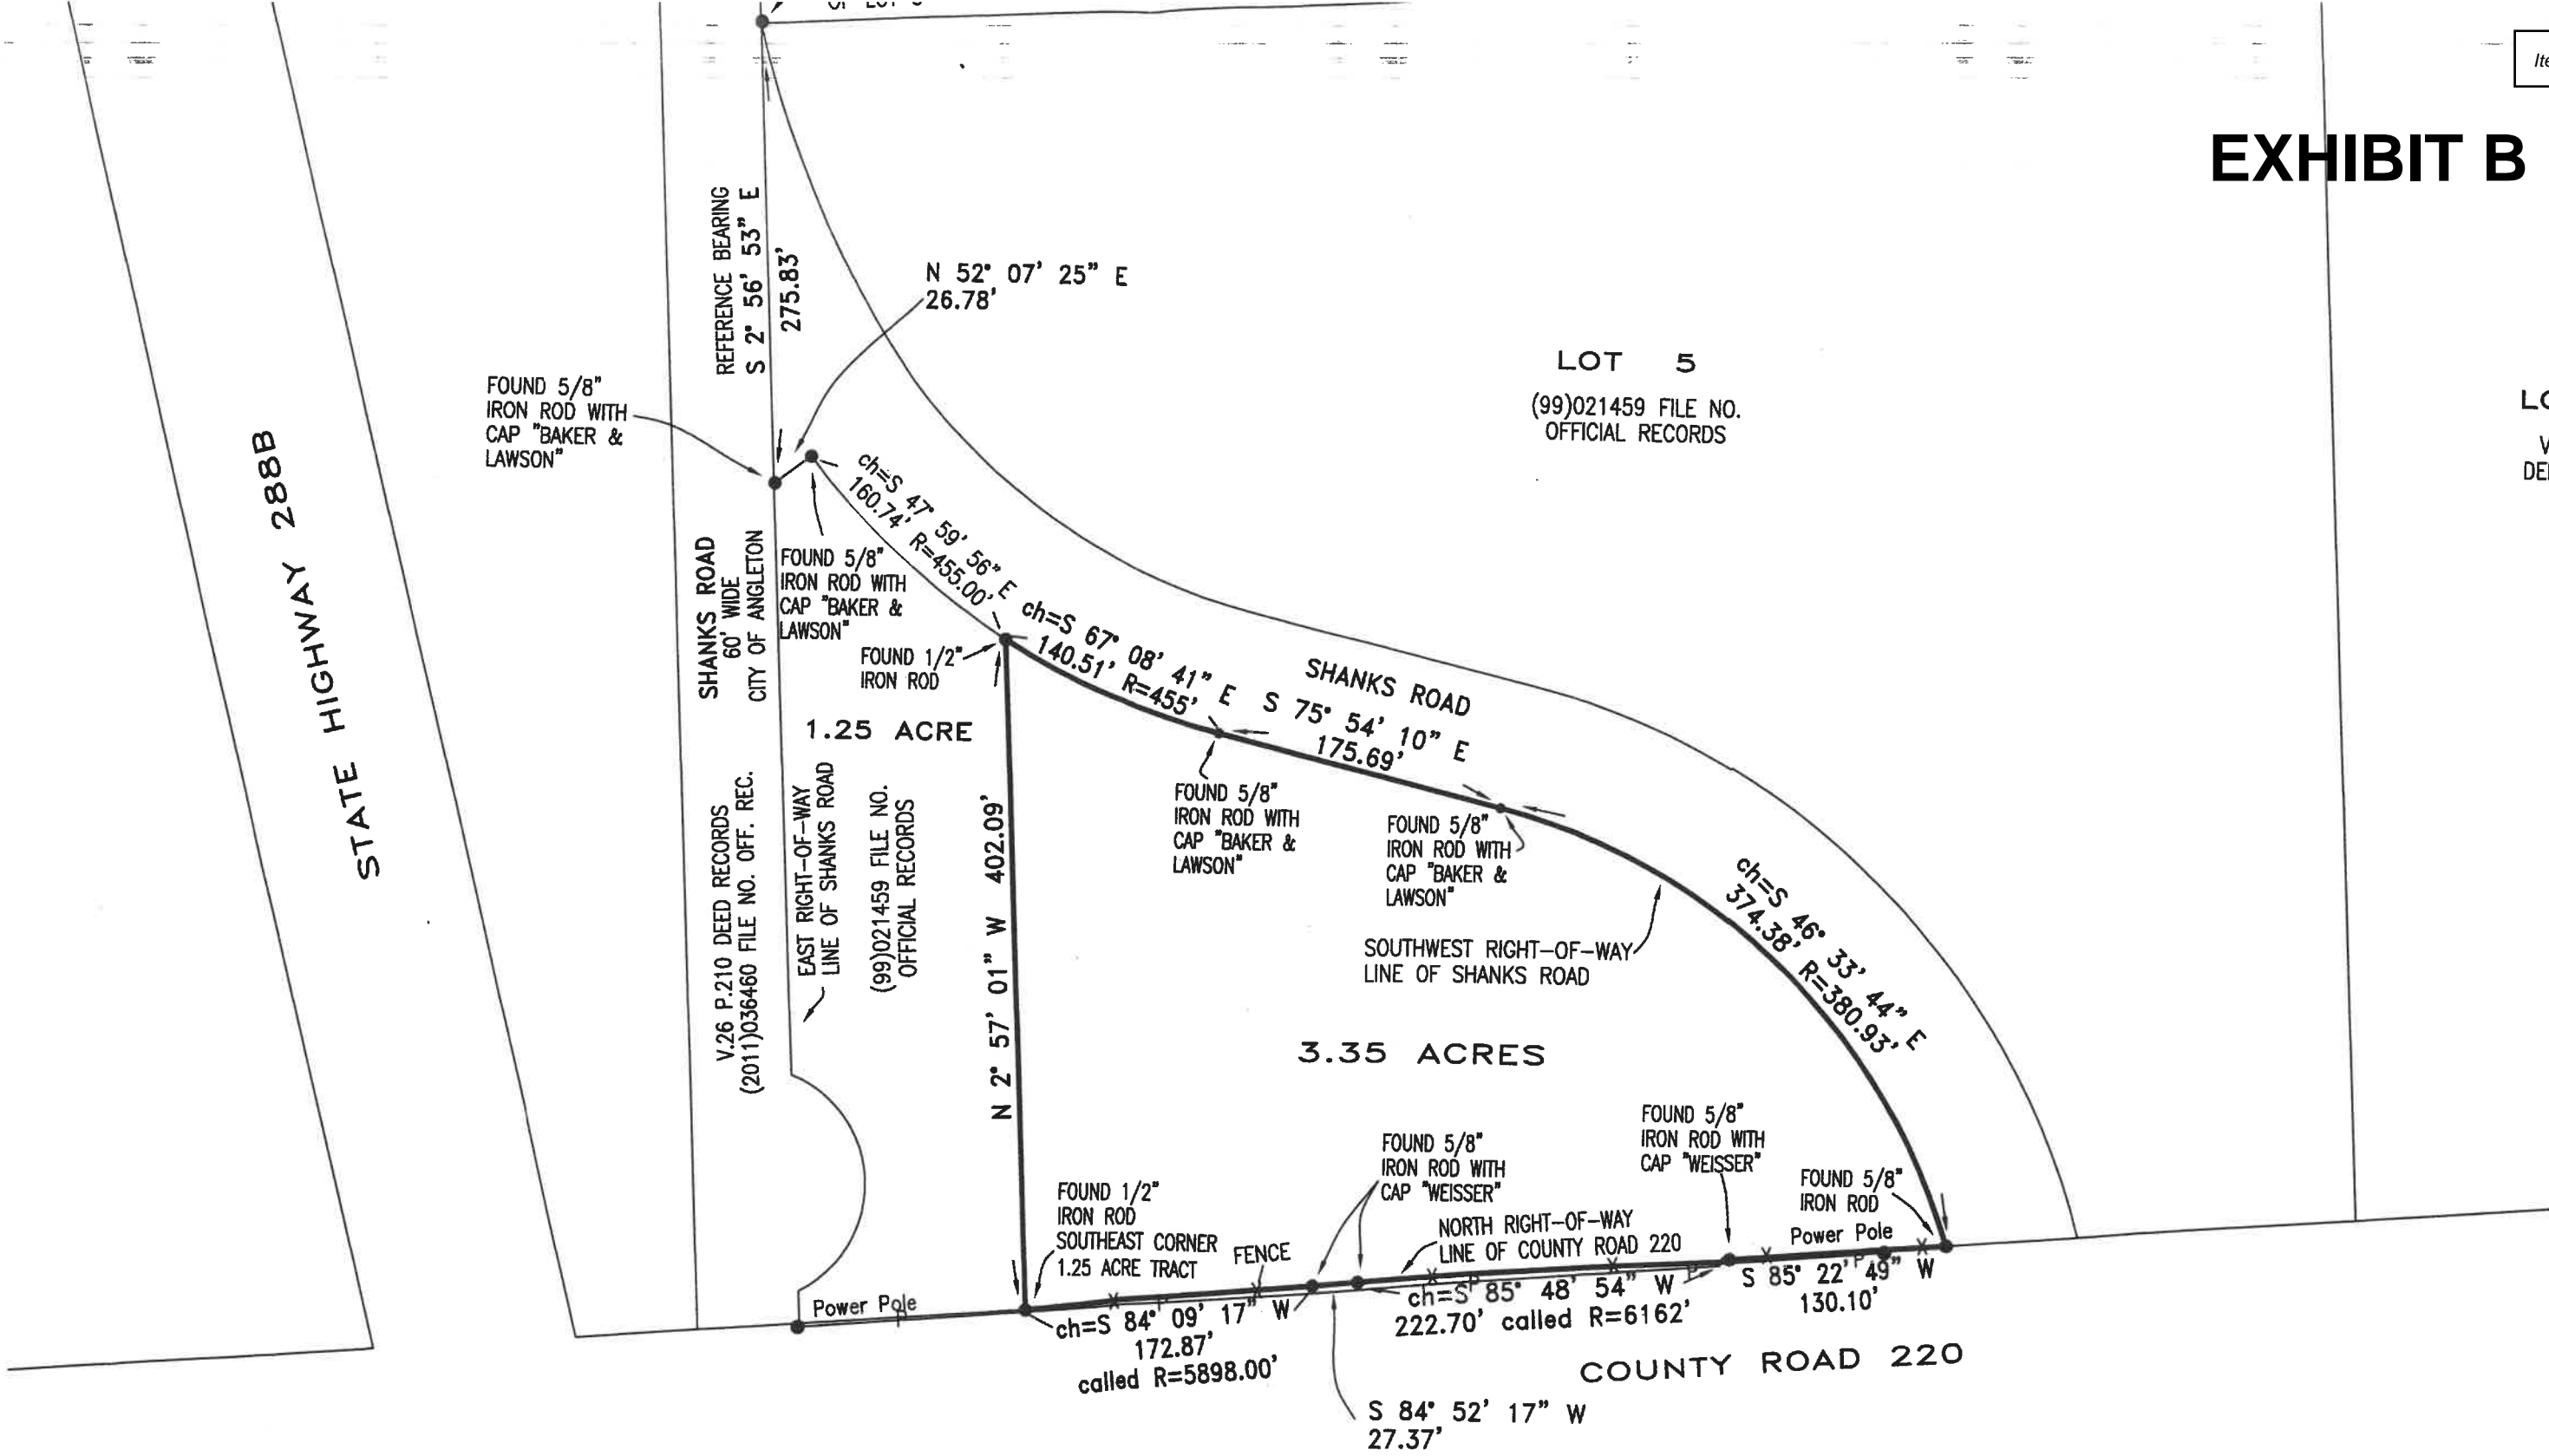 EXHIBIT B
REFERENCE BEARING
S 2° 56' 53" E
275.83'
N 52° 07' 25" E
26.78'
LOT 5
(99)021459 FILE NO.
OFFICIAL RECORDS
FOUND 5/8"
IRON ROD WITH
CAP "BAKER &
LAWSON"
STATE HIGHWAY 288B
ch=S 47° 59' 56" E
160.74' R=455.00'
SHANKS ROAD
60' WIDE
CITY OF ANGLETON
FOUND 5/8"
IRON ROD WITH
CAP "BAKER &
LAWSON"
FOUND 1/2"
IRON ROD
ch=S 67° 08' 41" E
140.51' R=455'
SHANKS ROAD
S 75° 54' 10" E
175.69'
1.25 ACRE
V.26 P.210 DEED RECORDS
(2011)036460 FILE NO. OFF. REC.
EAST RIGHT-OF-WAY
LINE OF SHANKS ROAD
(99)021459 FILE NO.
OFFICIAL RECORDS
N 2° 57' 01" W 402.09'
FOUND 5/8"
IRON ROD WITH
CAP "BAKER &
LAWSON"
FOUND 5/8"
IRON ROD WITH
CAP "BAKER &
LAWSON"
SOUTHWEST RIGHT-OF-WAY
LINE OF SHANKS ROAD
ch=S 46° 33' 44" E
374.38' R=380.93'
3.35 ACRES
FOUND 1/2"
IRON ROD
SOUTHEAST CORNER
1.25 ACRE TRACT
FENCE
FOUND 5/8"
IRON ROD WITH
CAP "WEISSER"
NORTH RIGHT-OF-WAY
LINE OF COUNTY ROAD 220
FOUND 5/8"
IRON ROD WITH
CAP "WEISSER"
FOUND 5/8"
IRON ROD
Power Pole
Power Pole
ch=S 84° 09' 17" W
172.87'
called R=5898.00'
ch=S 85° 48' 54" W
222.70' called R=6162'
S 85° 22' 49" W
130.10'
COUNTY ROAD 220
S 84° 52' 17" W
27.37'